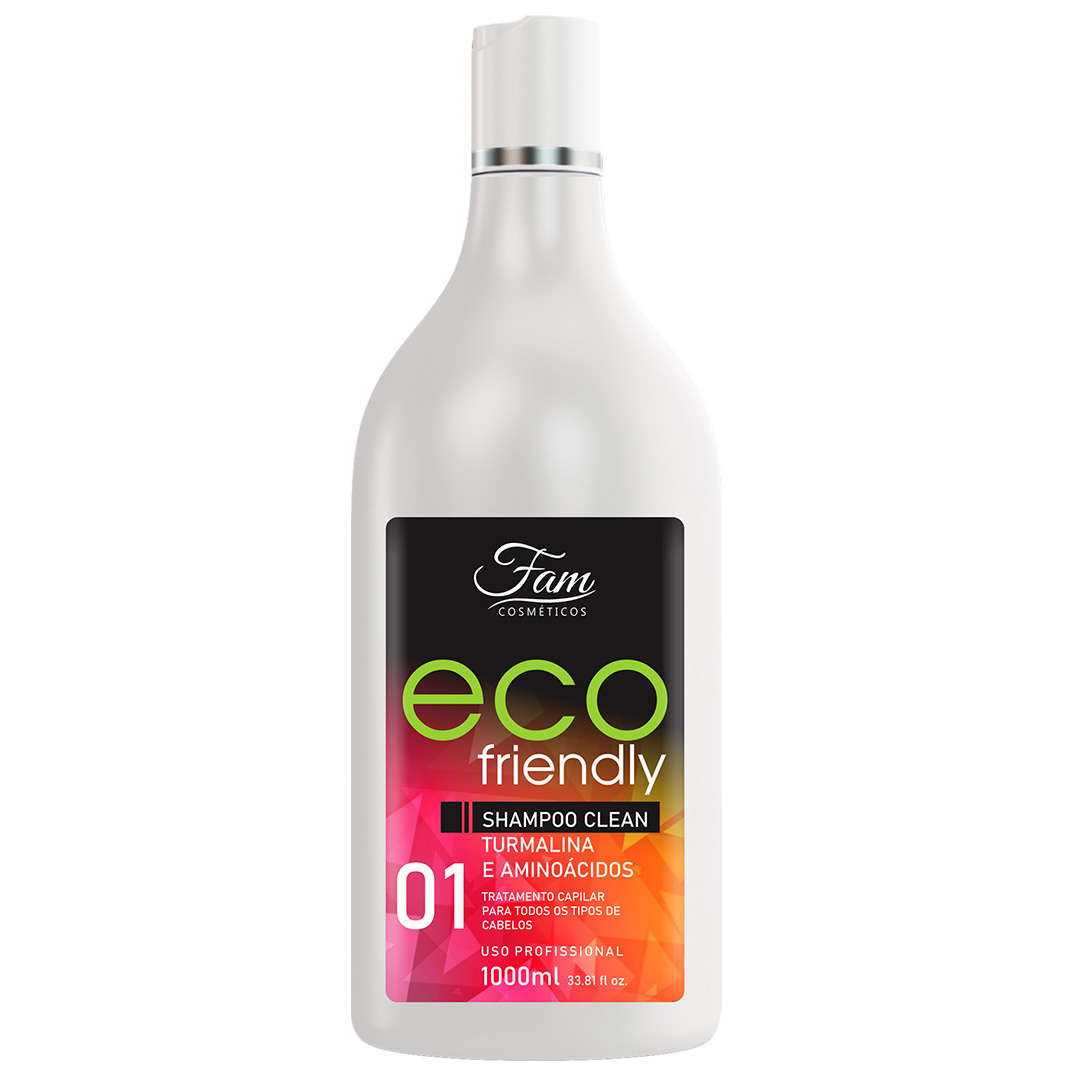 Fam
COSMÉTICOS
eco
friendly
SHAMPOO CLEAN
TURMALINA
E AMINOÁCIDOS
01
TRATAMENTO CAPILAR
PARA TODOS OS TIPOS DE
CABELOS
USO PROFISSIONAL
1000ml 33.81 fl oz.